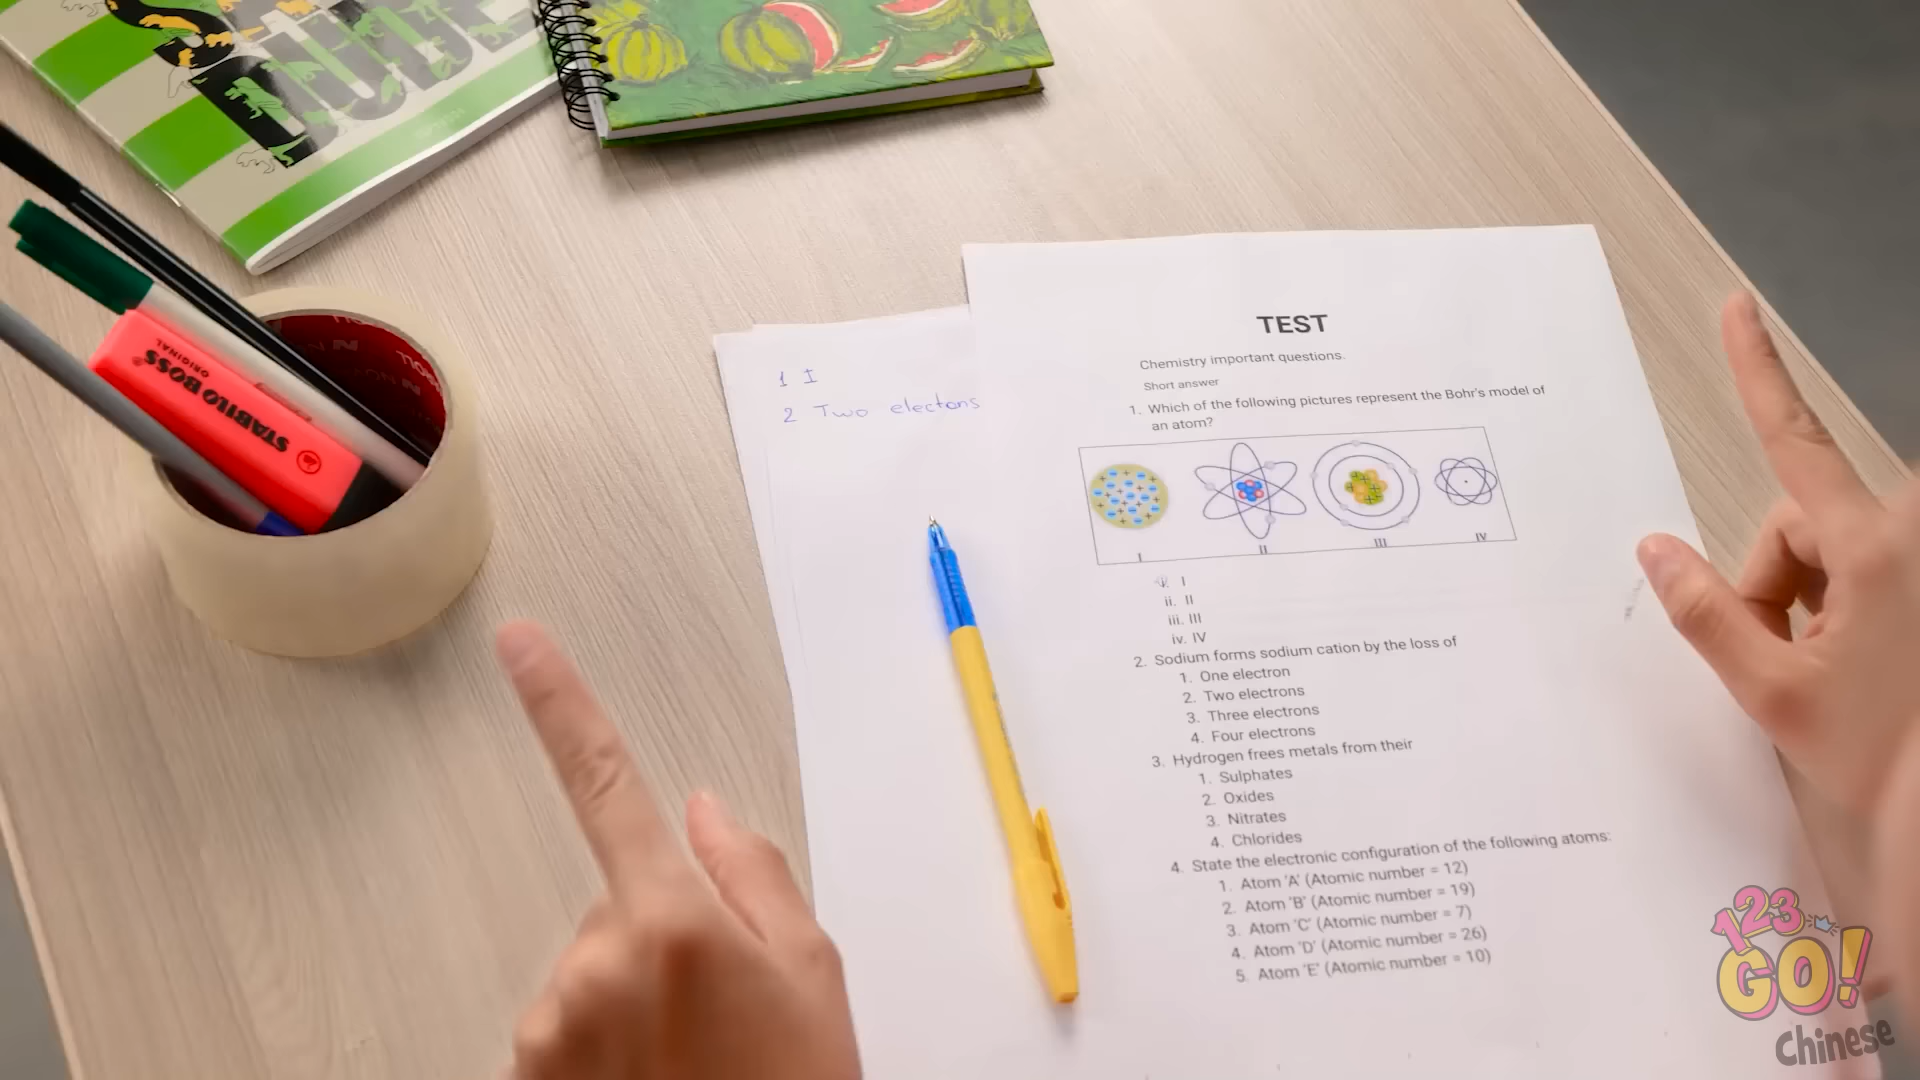 STABILO BOSS
ORIGINAL
1 I
2 Two electons
TEST
Chemistry important questions.
Short answer
1. Which of the following pictures represent the Bohr's model of
an atom?
I II III IV
i. I
ii. II
iii. III
iv. IV
2. Sodium forms sodium cation by the loss of
1. One electron
2. Two electrons
3. Three electrons
4. Four electrons
3. Hydrogen frees metals from their
1. Sulphates
2. Oxides
3. Nitrates
4. Chlorides
4. State the electronic configuration of the following atoms:
1. Atom 'A' (Atomic number = 12)
2. Atom 'B' (Atomic number = 19)
3. Atom 'C' (Atomic number = 7)
4. Atom 'D' (Atomic number = 26)
5. Atom 'E' (Atomic number = 10)
123
GO!
Chinese